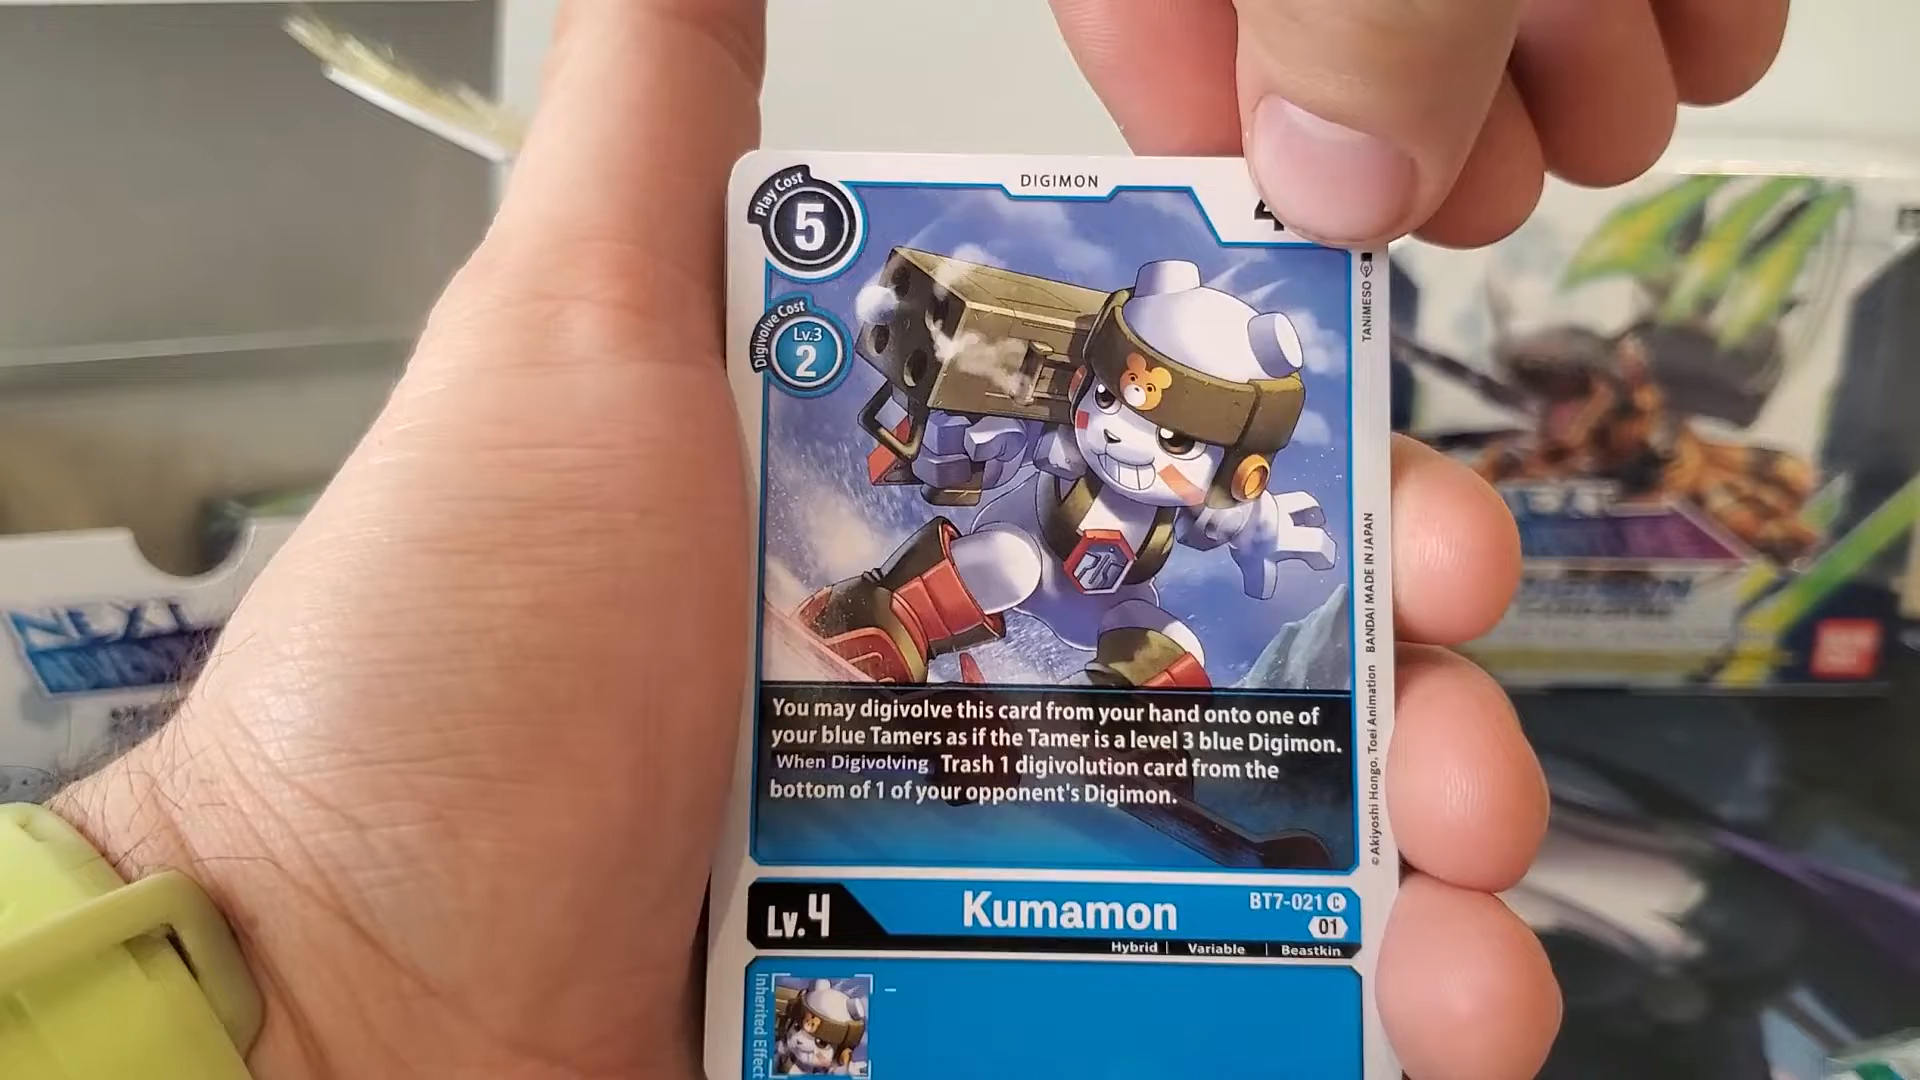 DIGIMON
Play Cost
5
4
Digivolve Cost
Lv.3
2
TANIMESO
You may digivolve this card from your hand onto one of
your blue Tamers as if the Tamer is a level 3 blue Digimon.
When Digivolving Trash 1 digivolution card from the
bottom of 1 of your opponent's Digimon.
© Akiyoshi Hongo, Toei Animation BANDAI MADE IN JAPAN
Lv.4
Kumamon
BT7-021 C
01
Hybrid | Variable | Beastkin
Inherited Effect
-
NEXT